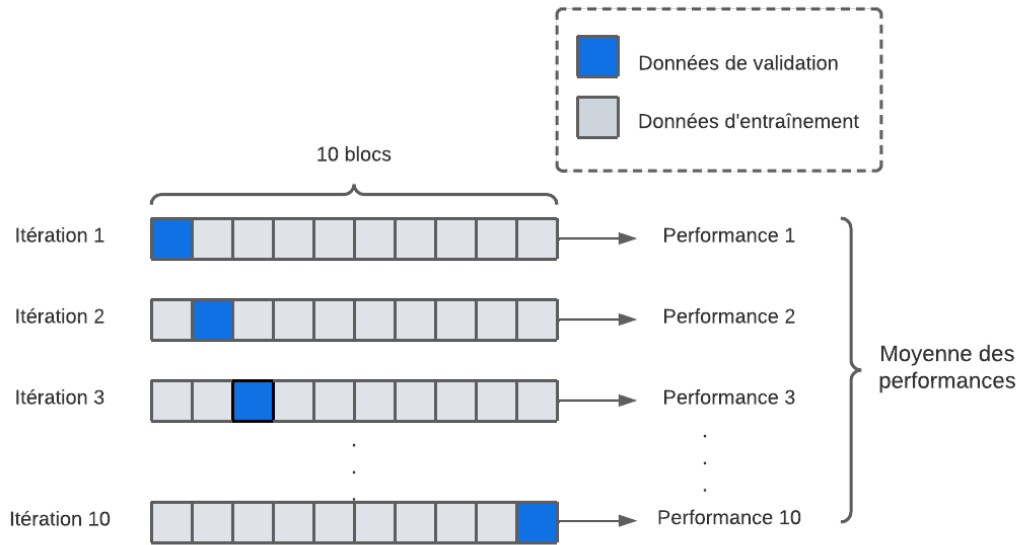 Données de validation
Données d'entraînement
10 blocs
Itération 1
Performance 1
Itération 2
Performance 2
Itération 3
Performance 3
Moyenne des
performances
Itération 10
Performance 10